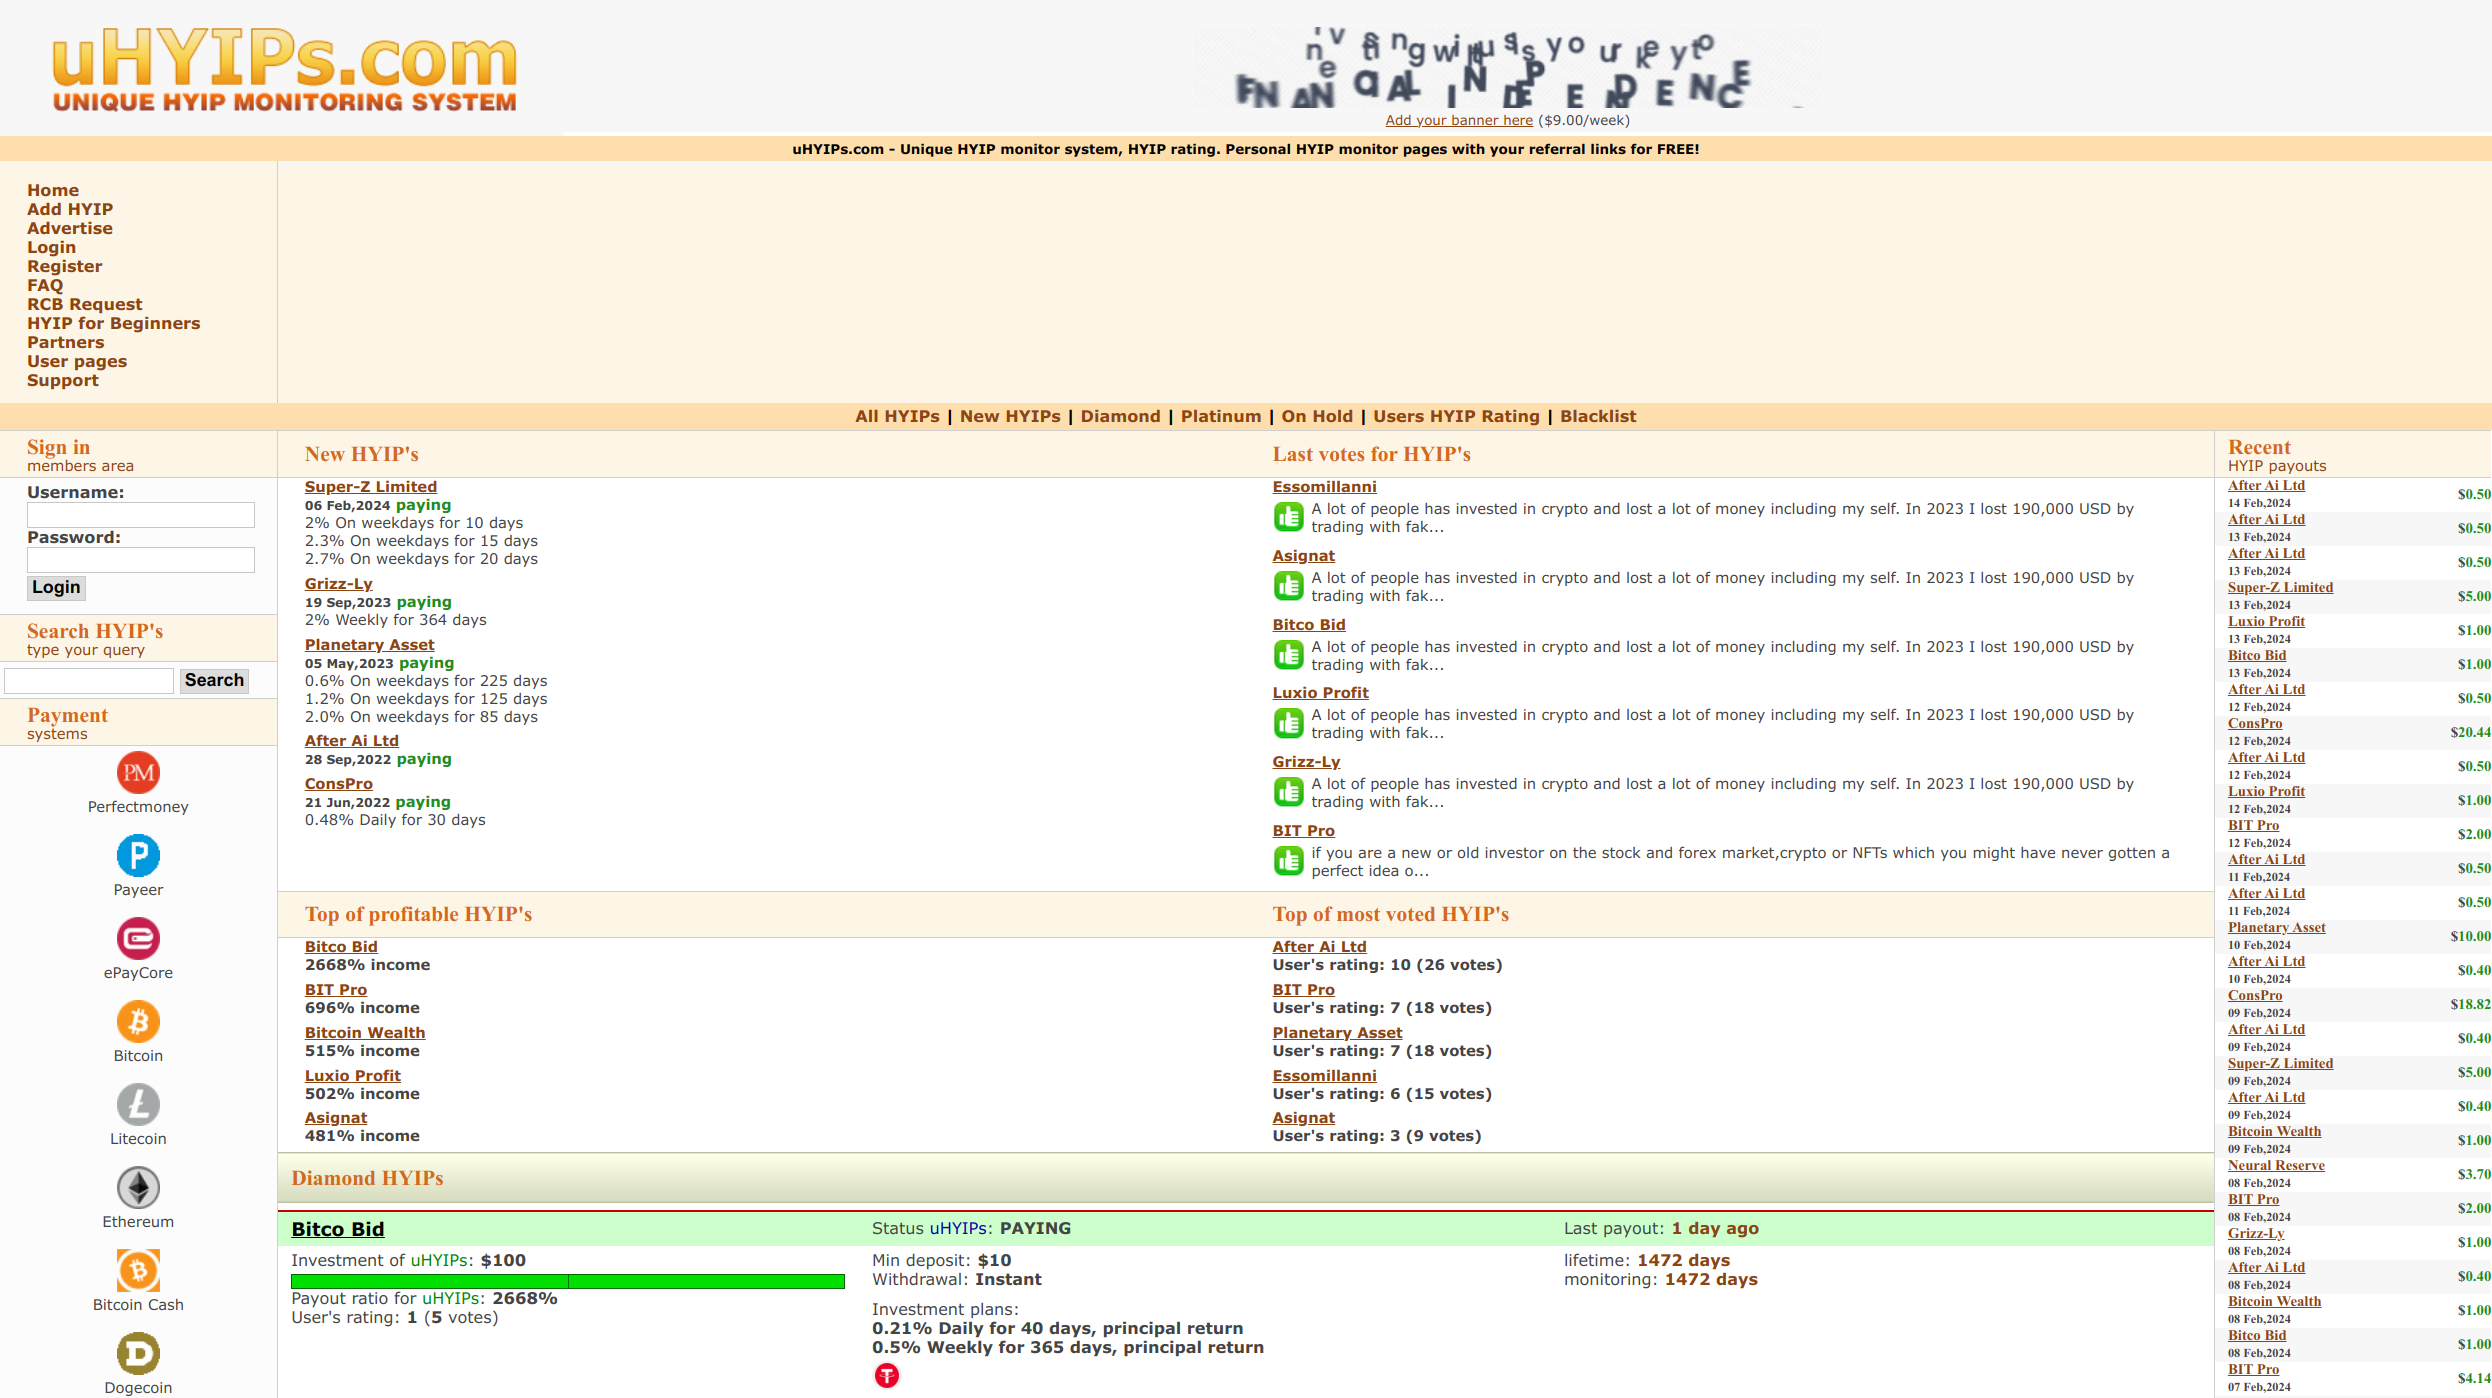 uHYIPs.com
UNIQUE HYIP MONITORING SYSTEM
Add your banner here ($9.00/week)
uHYIPs.com - Unique HYIP monitor system, HYIP rating. Personal HYIP monitor pages with your referral links for FREE!
Home
Add HYIP
Advertise
Login
Register
FAQ
RCB Request
HYIP for Beginners
Partners
User pages
Support
All HYIPs | New HYIPs | Diamond | Platinum | On Hold | Users HYIP Rating | Blacklist
Sign in
members area
Username:
Password:
Login
Search HYIP's
type your query
Search
Payment
systems
PM
Perfectmoney
Payeer
ePayCore
Bitcoin
Litecoin
Ethereum
Bitcoin Cash
Dogecoin
New HYIP's
Super-Z Limited
06 Feb,2024 paying
2% On weekdays for 10 days
2.3% On weekdays for 15 days
2.7% On weekdays for 20 days
Grizz-Ly
19 Sep,2023 paying
2% Weekly for 364 days
Planetary Asset
05 May,2023 paying
0.6% On weekdays for 225 days
1.2% On weekdays for 125 days
2.0% On weekdays for 85 days
After Ai Ltd
28 Sep,2022 paying
ConsPro
21 Jun,2022 paying
0.48% Daily for 30 days
Last votes for HYIP's
Essomillanni
A lot of people has invested in crypto and lost a lot of money including my self. In 2023 I lost 190,000 USD by
trading with fak...
Asignat
A lot of people has invested in crypto and lost a lot of money including my self. In 2023 I lost 190,000 USD by
trading with fak...
Bitco Bid
A lot of people has invested in crypto and lost a lot of money including my self. In 2023 I lost 190,000 USD by
trading with fak...
Luxio Profit
A lot of people has invested in crypto and lost a lot of money including my self. In 2023 I lost 190,000 USD by
trading with fak...
Grizz-Ly
A lot of people has invested in crypto and lost a lot of money including my self. In 2023 I lost 190,000 USD by
trading with fak...
BIT Pro
if you are a new or old investor on the stock and forex market,crypto or NFTs which you might have never gotten a
perfect idea o...
Top of profitable HYIP's
Bitco Bid
2668% income
BIT Pro
696% income
Bitcoin Wealth
515% income
Luxio Profit
502% income
Asignat
481% income
Top of most voted HYIP's
After Ai Ltd
User's rating: 10 (26 votes)
BIT Pro
User's rating: 7 (18 votes)
Planetary Asset
User's rating: 7 (18 votes)
Essomillanni
User's rating: 6 (15 votes)
Asignat
User's rating: 3 (9 votes)
Diamond HYIPs
Bitco Bid
Status uHYIPs: PAYING
Last payout: 1 day ago
Investment of uHYIPs: $100
Payout ratio for uHYIPs: 2668%
User's rating: 1 (5 votes)
Min deposit: $10
Withdrawal: Instant
Investment plans:
0.21% Daily for 40 days, principal return
0.5% Weekly for 365 days, principal return
lifetime: 1472 days
monitoring: 1472 days
Recent
HYIP payouts
After Ai Ltd
14 Feb,2024 $0.50
After Ai Ltd
13 Feb,2024 $0.50
After Ai Ltd
13 Feb,2024 $0.50
Super-Z Limited
13 Feb,2024 $5.00
Luxio Profit
13 Feb,2024 $1.00
Bitco Bid
13 Feb,2024 $1.00
After Ai Ltd
12 Feb,2024 $0.50
ConsPro
12 Feb,2024 $20.44
After Ai Ltd
12 Feb,2024 $0.50
Luxio Profit
12 Feb,2024 $1.00
BIT Pro
12 Feb,2024 $2.00
After Ai Ltd
11 Feb,2024 $0.50
After Ai Ltd
11 Feb,2024 $0.50
Planetary Asset
10 Feb,2024 $10.00
After Ai Ltd
10 Feb,2024 $0.40
ConsPro
09 Feb,2024 $18.82
After Ai Ltd
09 Feb,2024 $0.40
Super-Z Limited
09 Feb,2024 $5.00
After Ai Ltd
09 Feb,2024 $0.40
Bitcoin Wealth
09 Feb,2024 $1.00
Neural Reserve
08 Feb,2024 $3.70
BIT Pro
08 Feb,2024 $2.00
Grizz-Ly
08 Feb,2024 $1.00
After Ai Ltd
08 Feb,2024 $0.40
Bitcoin Wealth
08 Feb,2024 $1.00
Bitco Bid
08 Feb,2024 $1.00
BIT Pro
07 Feb,2024 $4.14